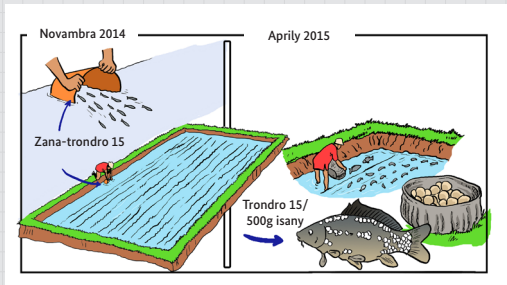 Novambra 2014
Aprily 2015
Zana-trondro 15
Trondro 15/
500g isany